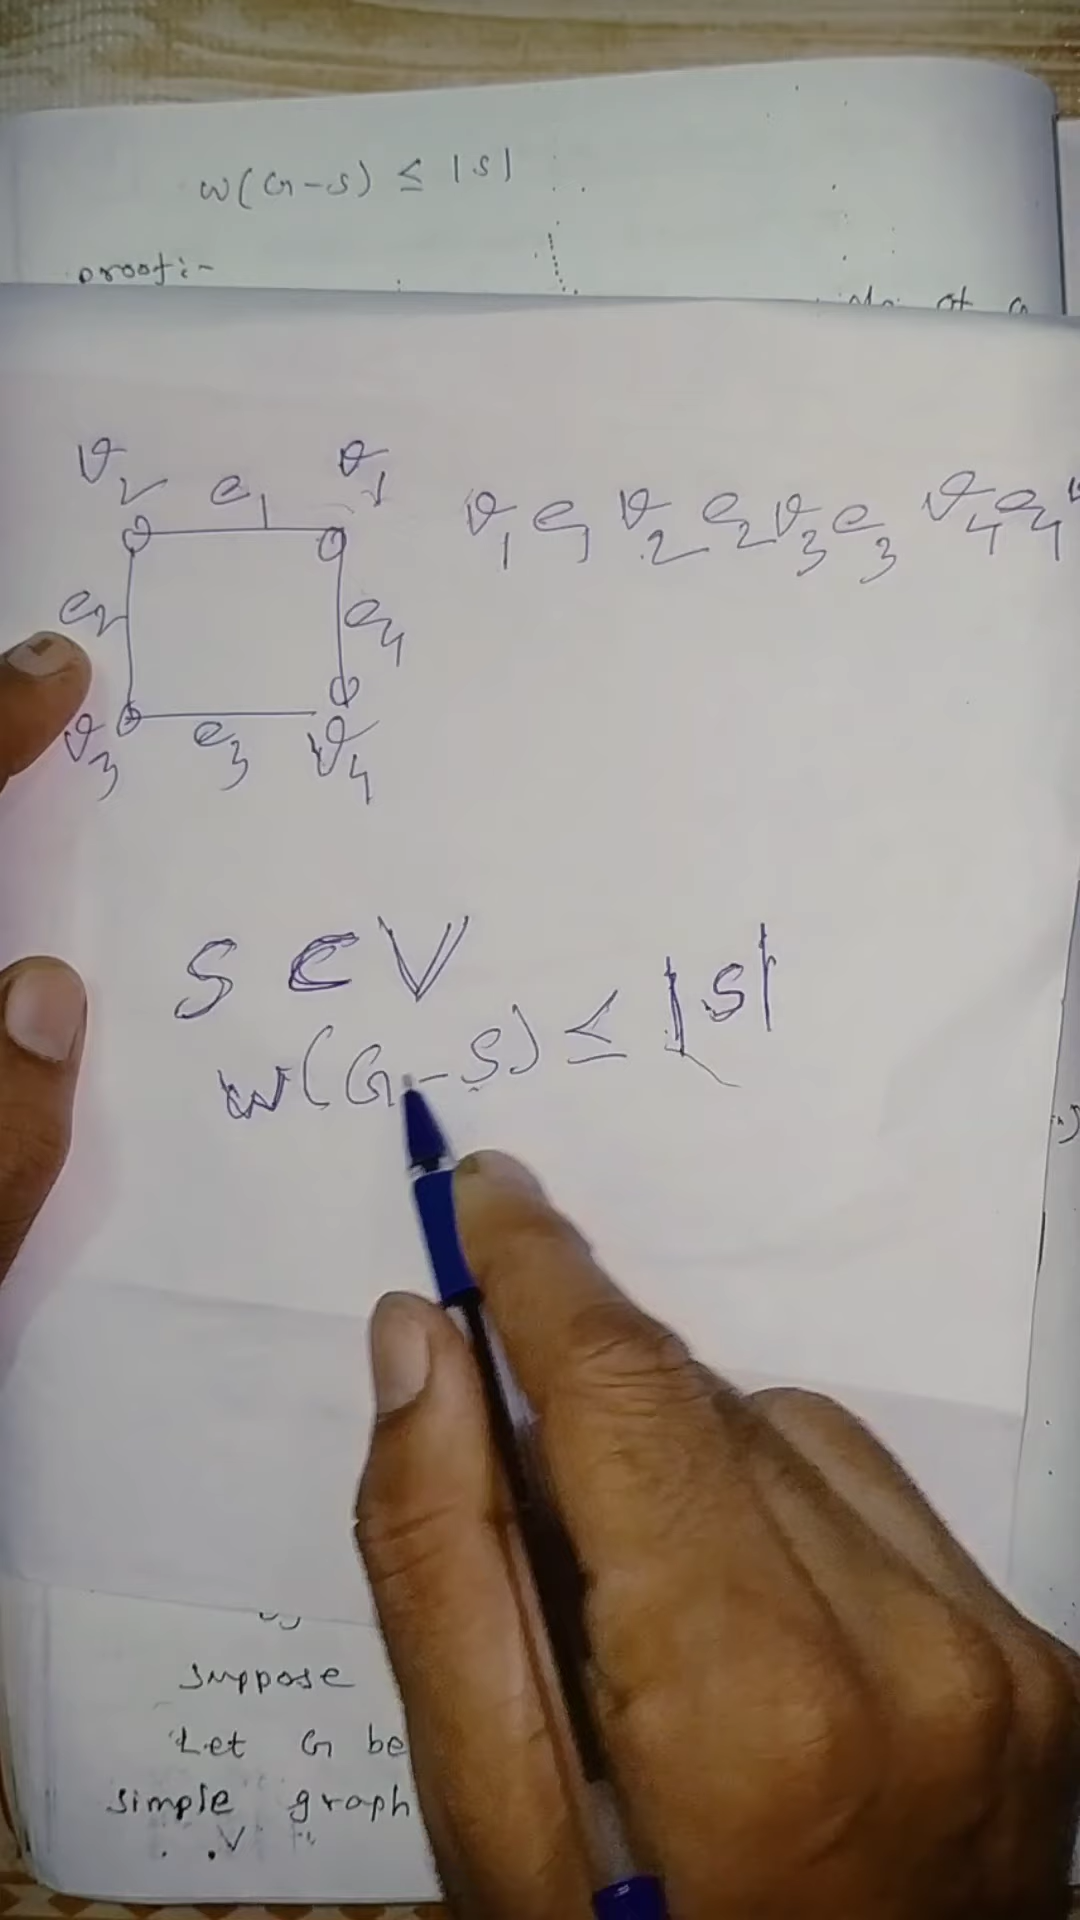 w(G-S) ≤ |S|
proof:-
of G
v₂ e₁ v₁
v₁ e₁ v₂ e₂ v₃ e₃ v₄ e₄
e₂ e₄
v₃ e₃ v₄
S ⊂ V
w(G-S) ≤ |S|
Suppose
Let G be
simple graph